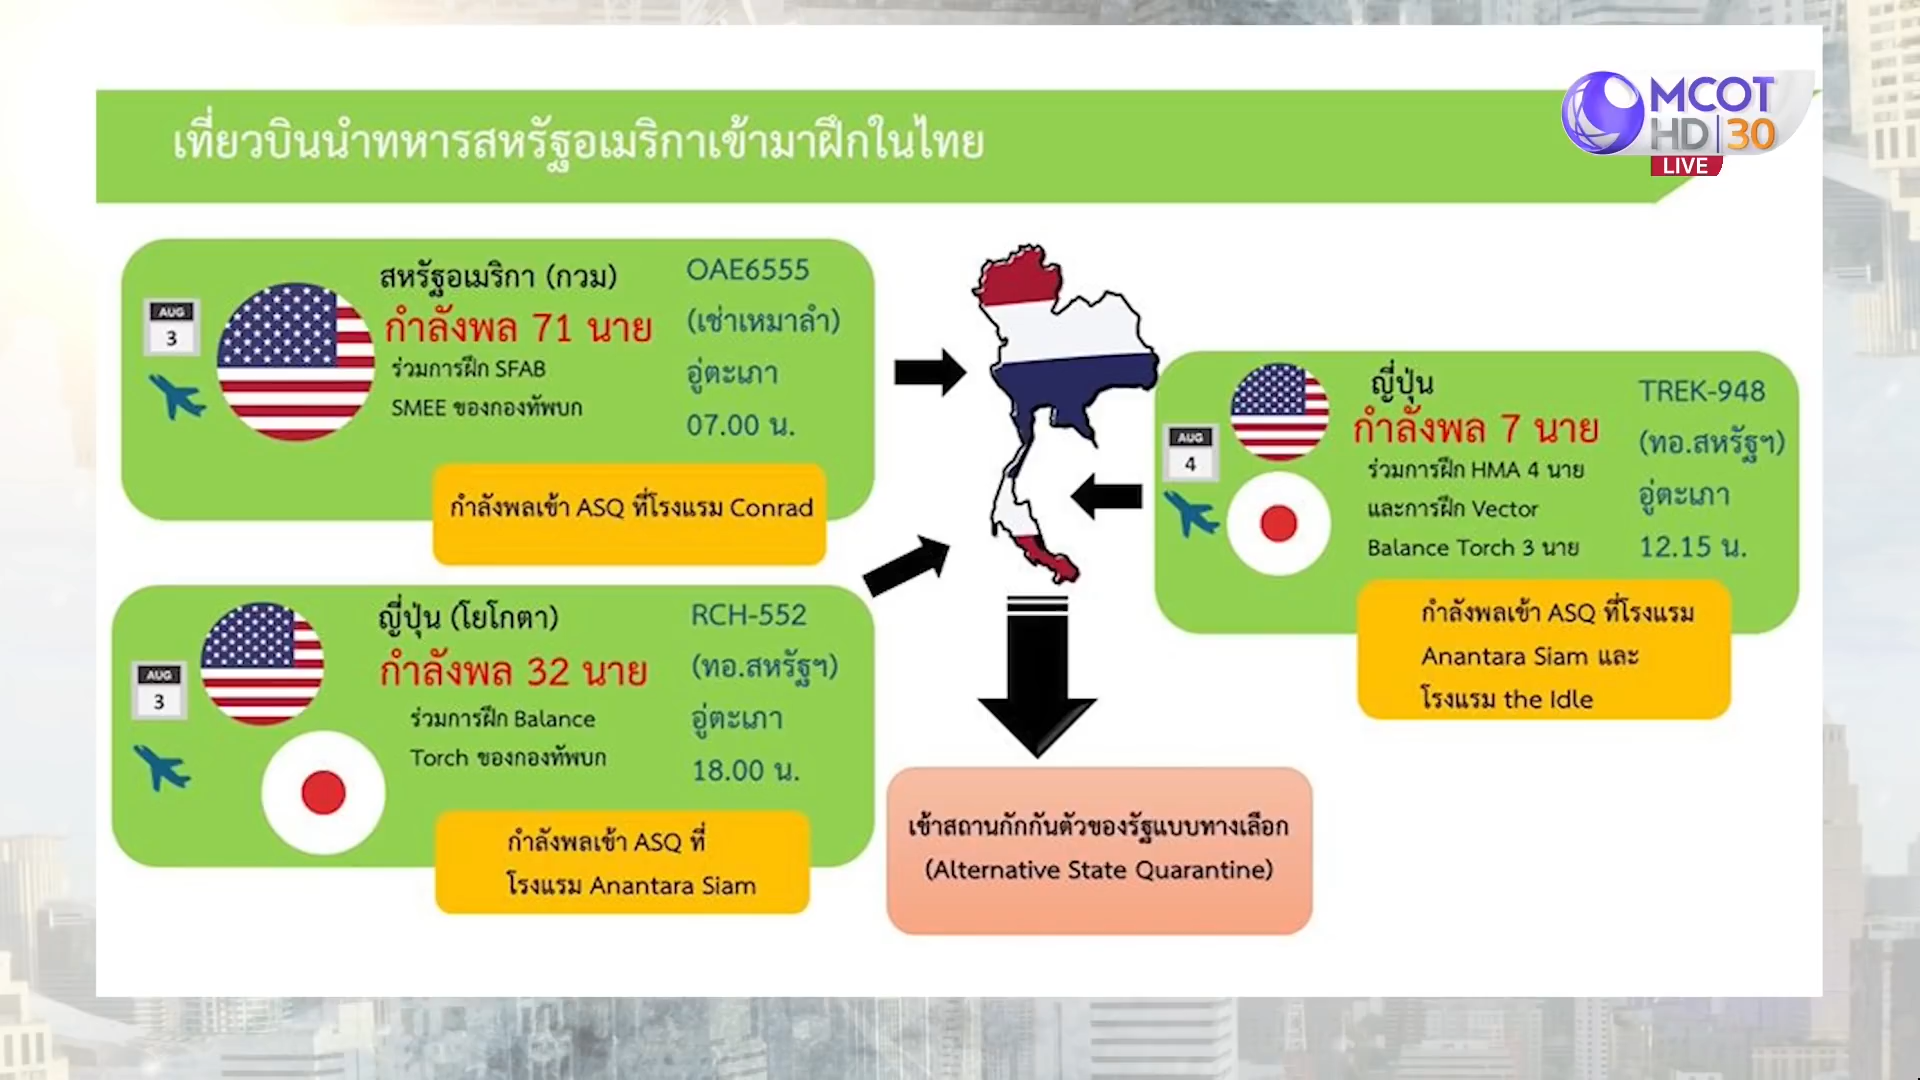 MCOT
HD|30
LIVE
เที่ยวบินนำทหารสหรัฐอเมริกาเข้ามาฝึกในไทย
AUG
3
สหรัฐอเมริกา (กวม)
กำลังพล 71 นาย
ร่วมการฝึก SFAB
SMEE ของกองทัพบก
OAE6555
(เช่าเหมาลำ)
อู่ตะเภา
07.00 น.
กำลังพลเข้า ASQ ที่โรงแรม Conrad
AUG
3
ญี่ปุ่น (โยโกตา)
กำลังพล 32 นาย
ร่วมการฝึก Balance
Torch ของกองทัพบก
RCH-552
(ทอ.สหรัฐฯ)
อู่ตะเภา
18.00 น.
กำลังพลเข้า ASQ ที่
โรงแรม Anantara Siam
AUG
4
ญี่ปุ่น
กำลังพล 7 นาย
ร่วมการฝึก HMA 4 นาย
และการฝึก Vector
Balance Torch 3 นาย
TREK-948
(ทอ.สหรัฐฯ)
อู่ตะเภา
12.15 น.
กำลังพลเข้า ASQ ที่โรงแรม
Anantara Siam และ
โรงแรม the Idle
เข้าสถานกักกันตัวของรัฐแบบทางเลือก
(Alternative State Quarantine)